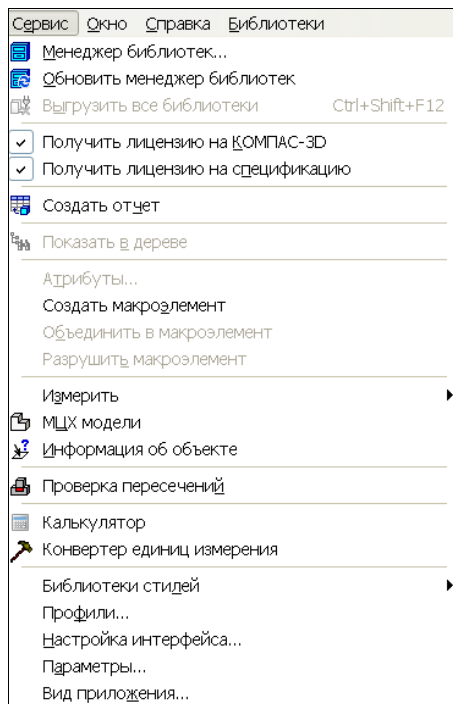 Сервис Окно Справка Библиотеки
Менеджер библиотек...
Обновить менеджер библиотек
Выгрузить все библиотеки Ctrl+Shift+F12
Получить лицензию на КОМПАС-3D
Получить лицензию на спецификацию
Создать отчет
Показать в дереве
Атрибуты...
Создать макроэлемент
Объединить в макроэлемент
Разрушить макроэлемент
Измерить
МЦХ модели
Информация об объекте
Проверка пересечений
Калькулятор
Конвертер единиц измерения
Библиотеки стилей
Профили...
Настройка интерфейса...
Параметры...
Вид приложения...